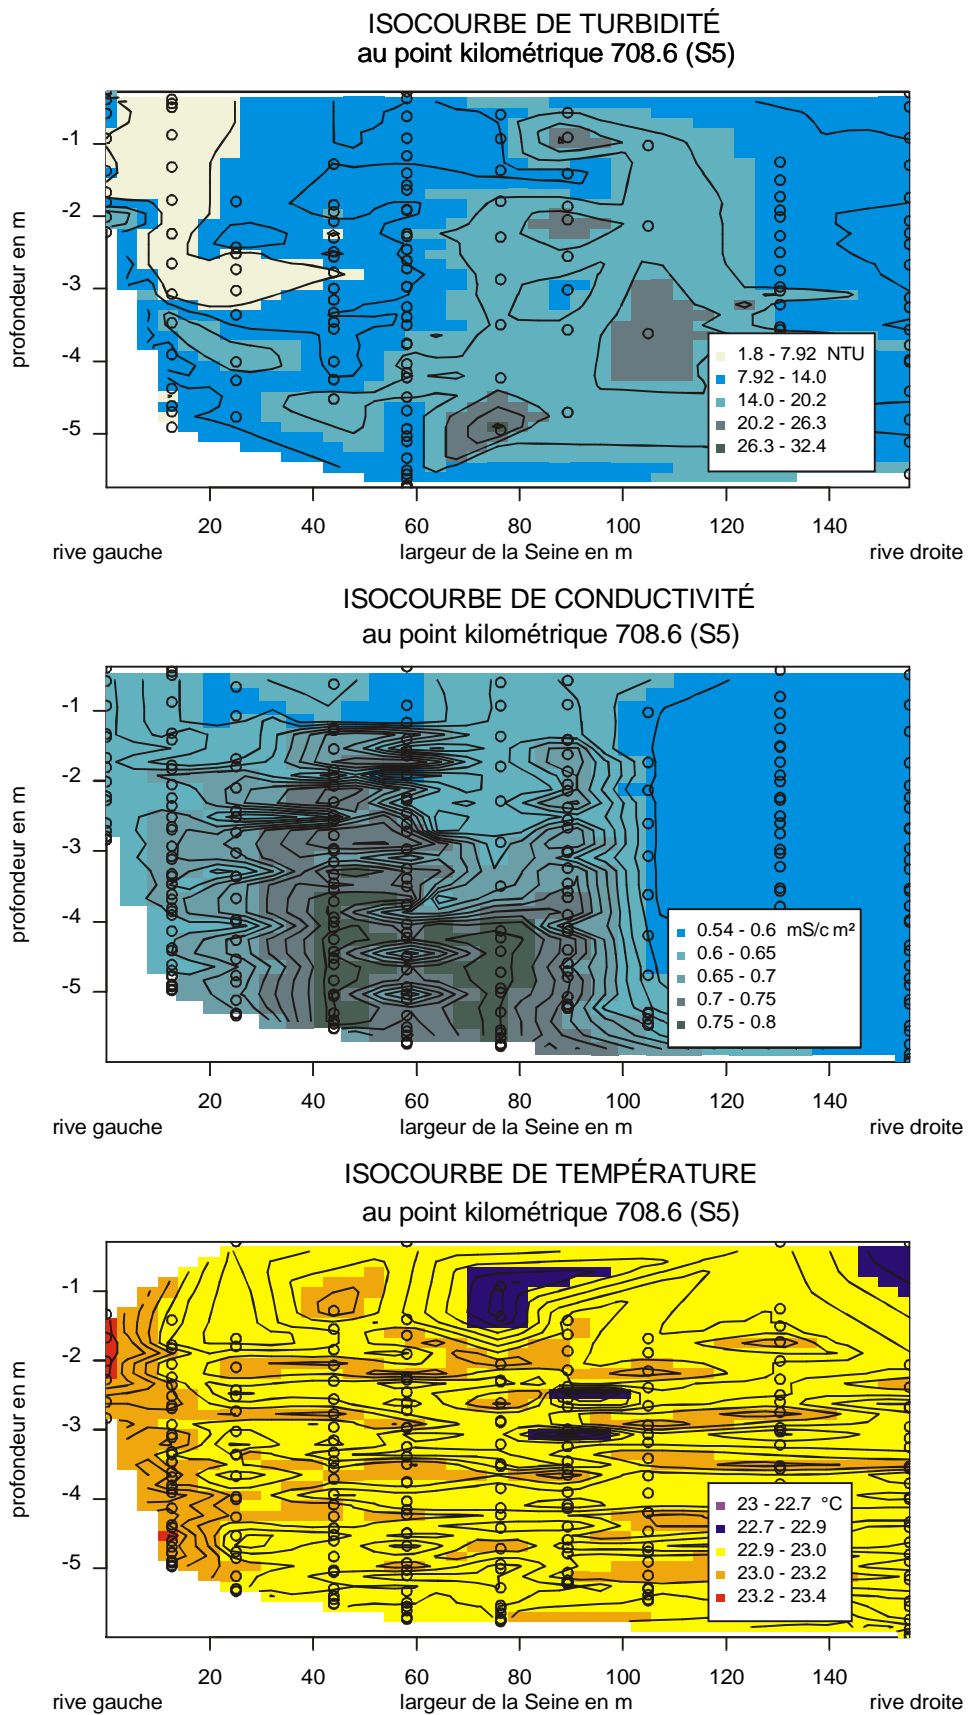 ISOCOURBE DE TURBIDITÉ
au point kilométrique 708.6 (S5)
profondeur en m
-1
-2
-3
-4
-5
1.8 - 7.92 NTU
7.92 - 14.0
14.0 - 20.2
20.2 - 26.3
26.3 - 32.4
20 40 60 80 100 120 140
rive gauche largeur de la Seine en m rive droite
ISOCOURBE DE CONDUCTIVITÉ
au point kilométrique 708.6 (S5)
profondeur en m
-1
-2
-3
-4
-5
0.54 - 0.6 mS/c m²
0.6 - 0.65
0.65 - 0.7
0.7 - 0.75
0.75 - 0.8
20 40 60 80 100 120 140
rive gauche largeur de la Seine en m rive droite
ISOCOURBE DE TEMPÉRATURE
au point kilométrique 708.6 (S5)
profondeur en m
-1
-2
-3
-4
-5
23 - 22.7 °C
22.7 - 22.9
22.9 - 23.0
23.0 - 23.2
23.2 - 23.4
20 40 60 80 100 120 140
rive gauche largeur de la Seine en m rive droite